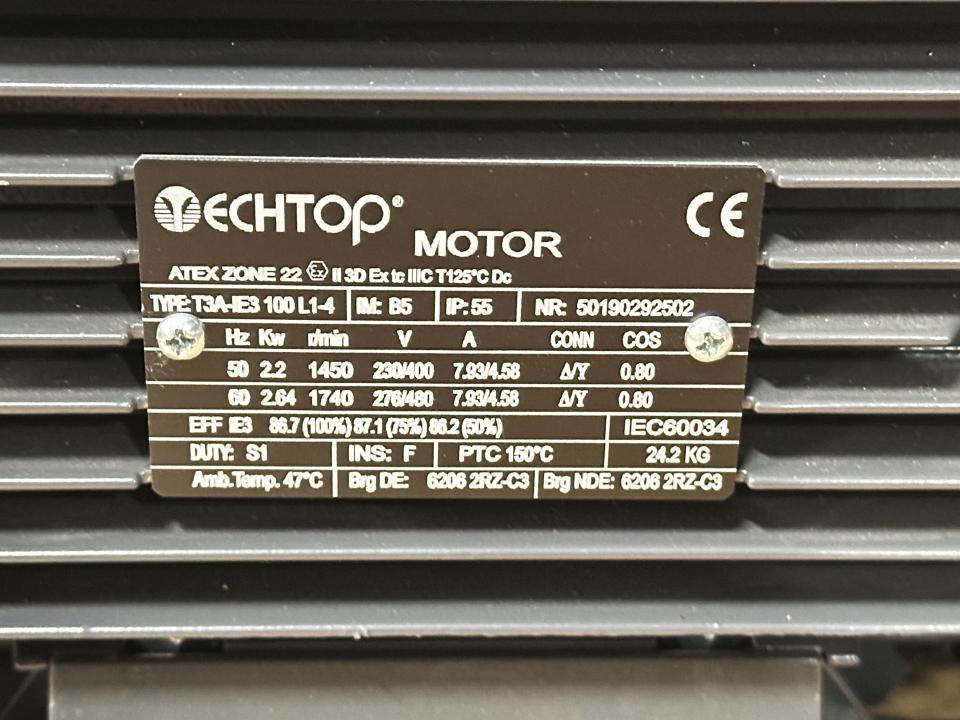 TECHTOP®
CE
MOTOR
ATEX ZONE 22 Ex II 3D Ex tc IIIC T125°C Dc
TYPE: T3A-IE3 100 L1-4 IM: B5 IP: 55 NR: 50190292502
Hz Kw r/min V A CONN COS
50 2.2 1450 230/400 7.93/4.58 Δ/Y 0.80
60 2.64 1740 276/480 7.93/4.58 Δ/Y 0.80
EFF IE3 86.7 (100%) 87.1 (75%) 86.2 (50%) IEC60034
DUTY: S1 INS: F PTC 150°C 24.2 KG
Amb.Temp. 47°C Brg DE: 6206 2RZ-C3 Brg NDE: 6206 2RZ-C3